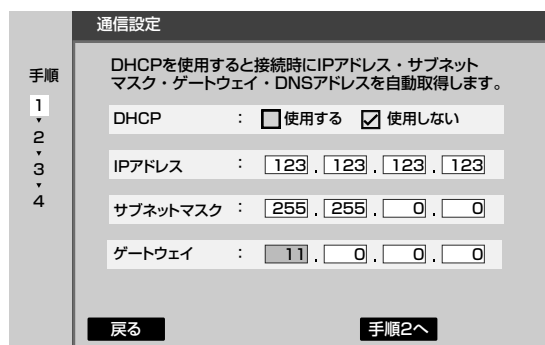 通信設定
手順
1
2
3
4
DHCPを使用すると接続時にIPアドレス・サブネット
マスク・ゲートウェイ・DNSアドレスを自動取得します。
DHCP : 使用する 使用しない
IPアドレス : 123 . 123 . 123 . 123
サブネットマスク : 255 . 255 . 0 . 0
ゲートウェイ : 11 . 0 . 0 . 0
戻る 手順2へ